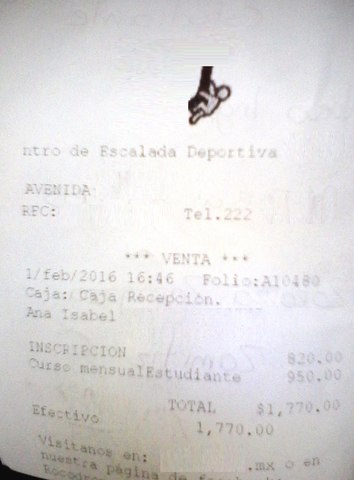 ntro de Escalada Deportiva
AVENIDA
RFC: Tel.222
*** VENTA ***
1/feb/2016 16:46 Folio:A10480
Caja: Caja Recepción.
Ana Isabel
INSCRIPCION 820.00
Curso mensualEstudiante 950.00
TOTAL $1,770.00
Efectivo 1,770.00
Visitanos en: .mx o en
nuestra página de